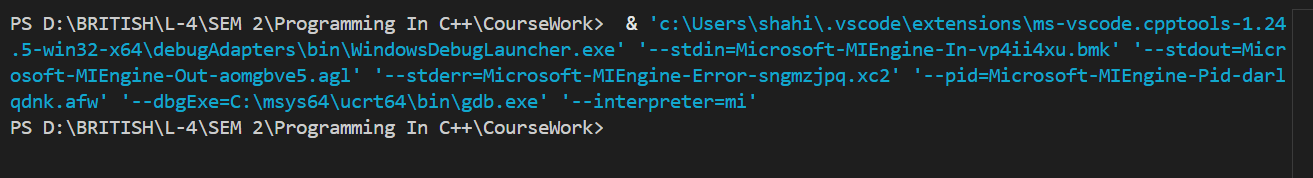 PS D:\BRITISH\L-4\SEM 2\Programming In C++\CourseWork>  & 'c:\Users\shahi\.vscode\extensions\ms-vscode.cpptools-1.24
.5-win32-x64\debugAdapters\bin\WindowsDebugLauncher.exe' '--stdin=Microsoft-MIEngine-In-vp4ii4xu.bmk' '--stdout=Micr
osoft-MIEngine-Out-aomgbve5.agl' '--stderr=Microsoft-MIEngine-Error-sngmzjpq.xc2' '--pid=Microsoft-MIEngine-Pid-darl
qdnk.afw' '--dbgExe=C:\msys64\ucrt64\bin\gdb.exe' '--interpreter=mi'
PS D:\BRITISH\L-4\SEM 2\Programming In C++\CourseWork>